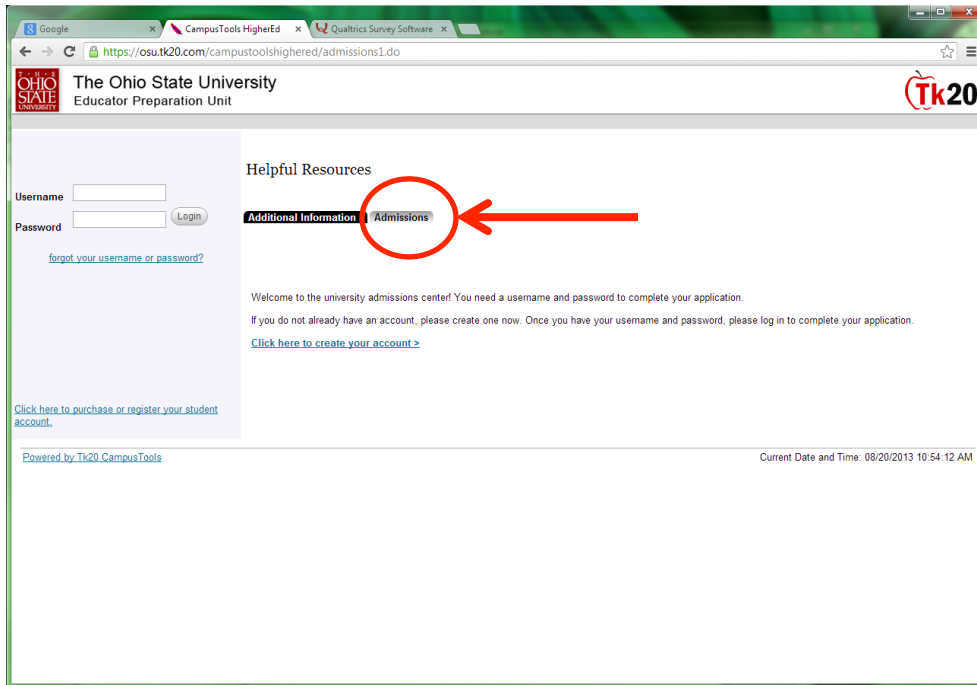 Google
CampusTools HigherEd
Qualtrics Survey Software
https://osu.tk20.com/campustoolshighered/admissions1.do
T·H·E
OHIO
STATE
UNIVERSITY
The Ohio State University
Educator Preparation Unit
Tk20
Helpful Resources
Username
Password
Login
forgot your username or password?
Additional Information
Admissions
Welcome to the university admissions center! You need a username and password to complete your application.
If you do not already have an account, please create one now. Once you have your username and password, please log in to complete your application.
Click here to create your account >
Click here to purchase or register your student
account.
Powered by Tk20 CampusTools
Current Date and Time: 08/20/2013 10:54:12 AM